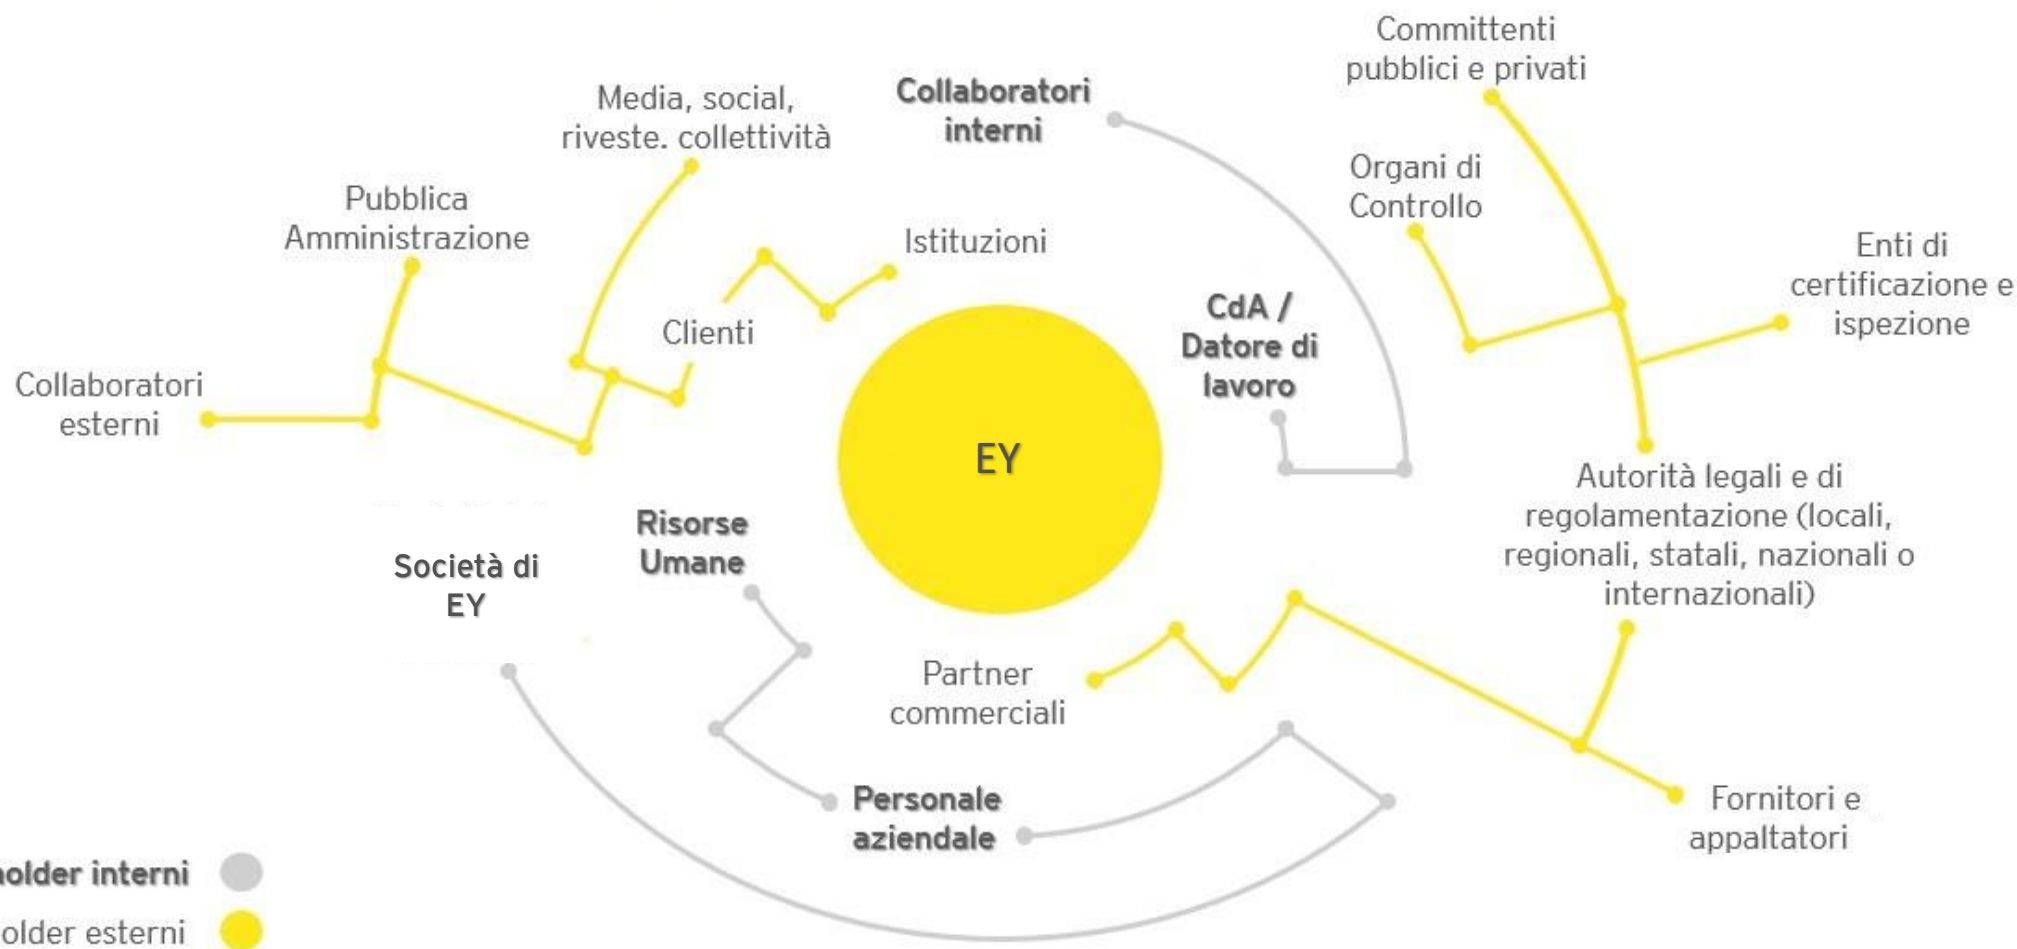 Committenti
pubblici e privati
Collaboratori
interni
Media, social,
riveste. collettività
Organi di
Controllo
Pubblica
Amministrazione
Istituzioni
Enti di
certificazione e
ispezione
CdA /
Datore di
lavoro
Clienti
Collaboratori
esterni
EY
Autorità legali e di
regolamentazione (locali,
regionali, statali, nazionali o
internazionali)
Risorse
Umane
Società di
EY
Partner
commerciali
Personale
aziendale
Fornitori e
appaltatori
holder interni
older esterni